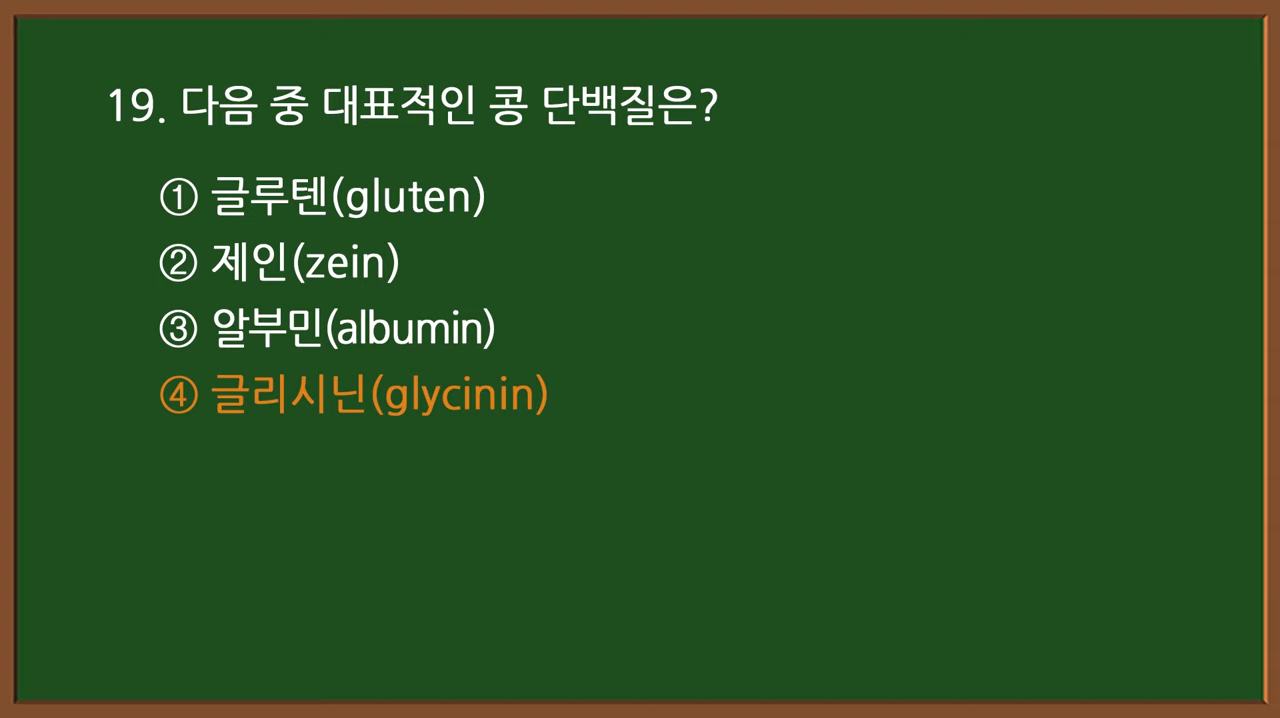 19. 다음 중 대표적인 콩 단백질은?
① 글루텐(gluten)
② 제인(zein)
③ 알부민(albumin)
④ 글리시닌(glycinin)